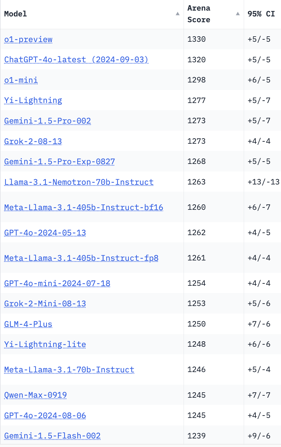 Model Arena Score 95% CI
o1-preview 1330 +5/-5
ChatGPT-4o-latest (2024-09-03) 1320 +5/-5
o1-mini 1298 +6/-5
Yi-Lightning 1277 +5/-7
Gemini-1.5-Pro-002 1273 +5/-7
Grok-2-08-13 1273 +4/-4
Gemini-1.5-Pro-Exp-0827 1268 +5/-5
Llama-3.1-Nemotron-70b-Instruct 1263 +13/-13
Meta-Llama-3.1-405b-Instruct-bf16 1260 +6/-7
GPT-4o-2024-05-13 1262 +4/-5
Meta-Llama-3.1-405b-Instruct-fp8 1261 +4/-4
GPT-4o-mini-2024-07-18 1254 +4/-4
Grok-2-Mini-08-13 1253 +5/-6
GLM-4-Plus 1250 +7/-6
Yi-Lightning-lite 1248 +6/-6
Meta-Llama-3.1-70b-Instruct 1246 +5/-4
Qwen-Max-0919 1245 +7/-7
GPT-4o-2024-08-06 1245 +4/-5
Gemini-1.5-Flash-002 1239 +9/-6